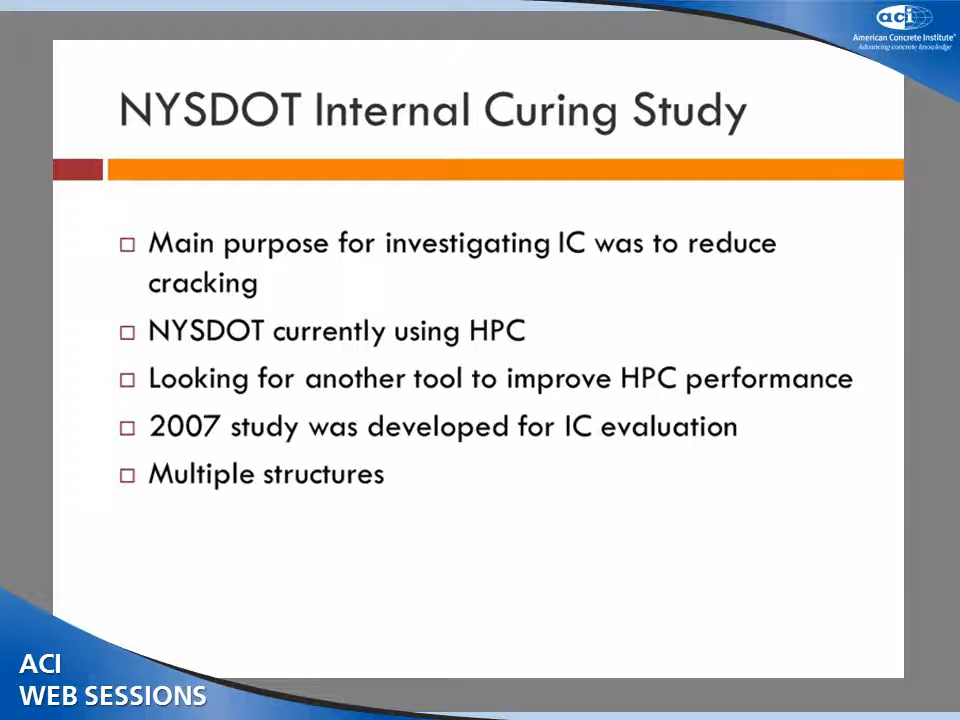 aci
American Concrete Institute®
Advancing concrete knowledge
NYSDOT Internal Curing Study
Main purpose for investigating IC was to reduce
cracking
NYSDOT currently using HPC
Looking for another tool to improve HPC performance
2007 study was developed for IC evaluation
Multiple structures
ACI
WEB SESSIONS